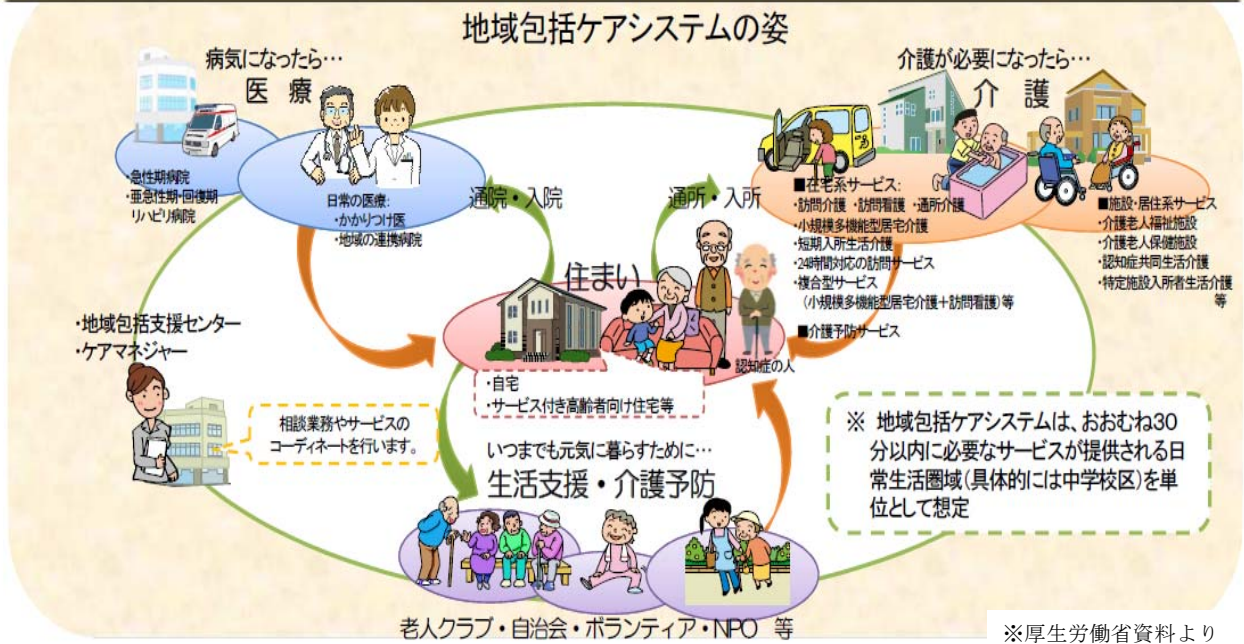 地域包括ケアシステムの姿
病気になったら…
医 療
・急性期病院
・亜急性期・回復期
リハビリ病院
日常の医療:
・かかりつけ医
・地域の連携病院
通院・入院
介護が必要になったら…
介 護
通所・入所
■在宅系サービス:
・訪問介護 ・訪問看護 ・通所介護
・小規模多機能型居宅介護
・短期入所生活介護
・24時間対応の訪問サービス
・複合型サービス
(小規模多機能型居宅介護+訪問看護)等
■介護予防サービス
■施設・居住系サービス
・介護老人福祉施設
・介護老人保健施設
・認知症共同生活介護
・特定施設入所者生活介護
等
住まい
認知症の人
・自宅
・サービス付き高齢者向け住宅等
・地域包括支援センター
・ケアマネジャー
相談業務やサービスの
コーディネートを行います。
いつまでも元気に暮らすために…
生活支援・介護予防
老人クラブ・自治会・ボランティア・NPO 等
※ 地域包括ケアシステムは、おおむね30
分以内に必要なサービスが提供される日
常生活圏域(具体的には中学校区)を単
位として想定
※厚生労働省資料より